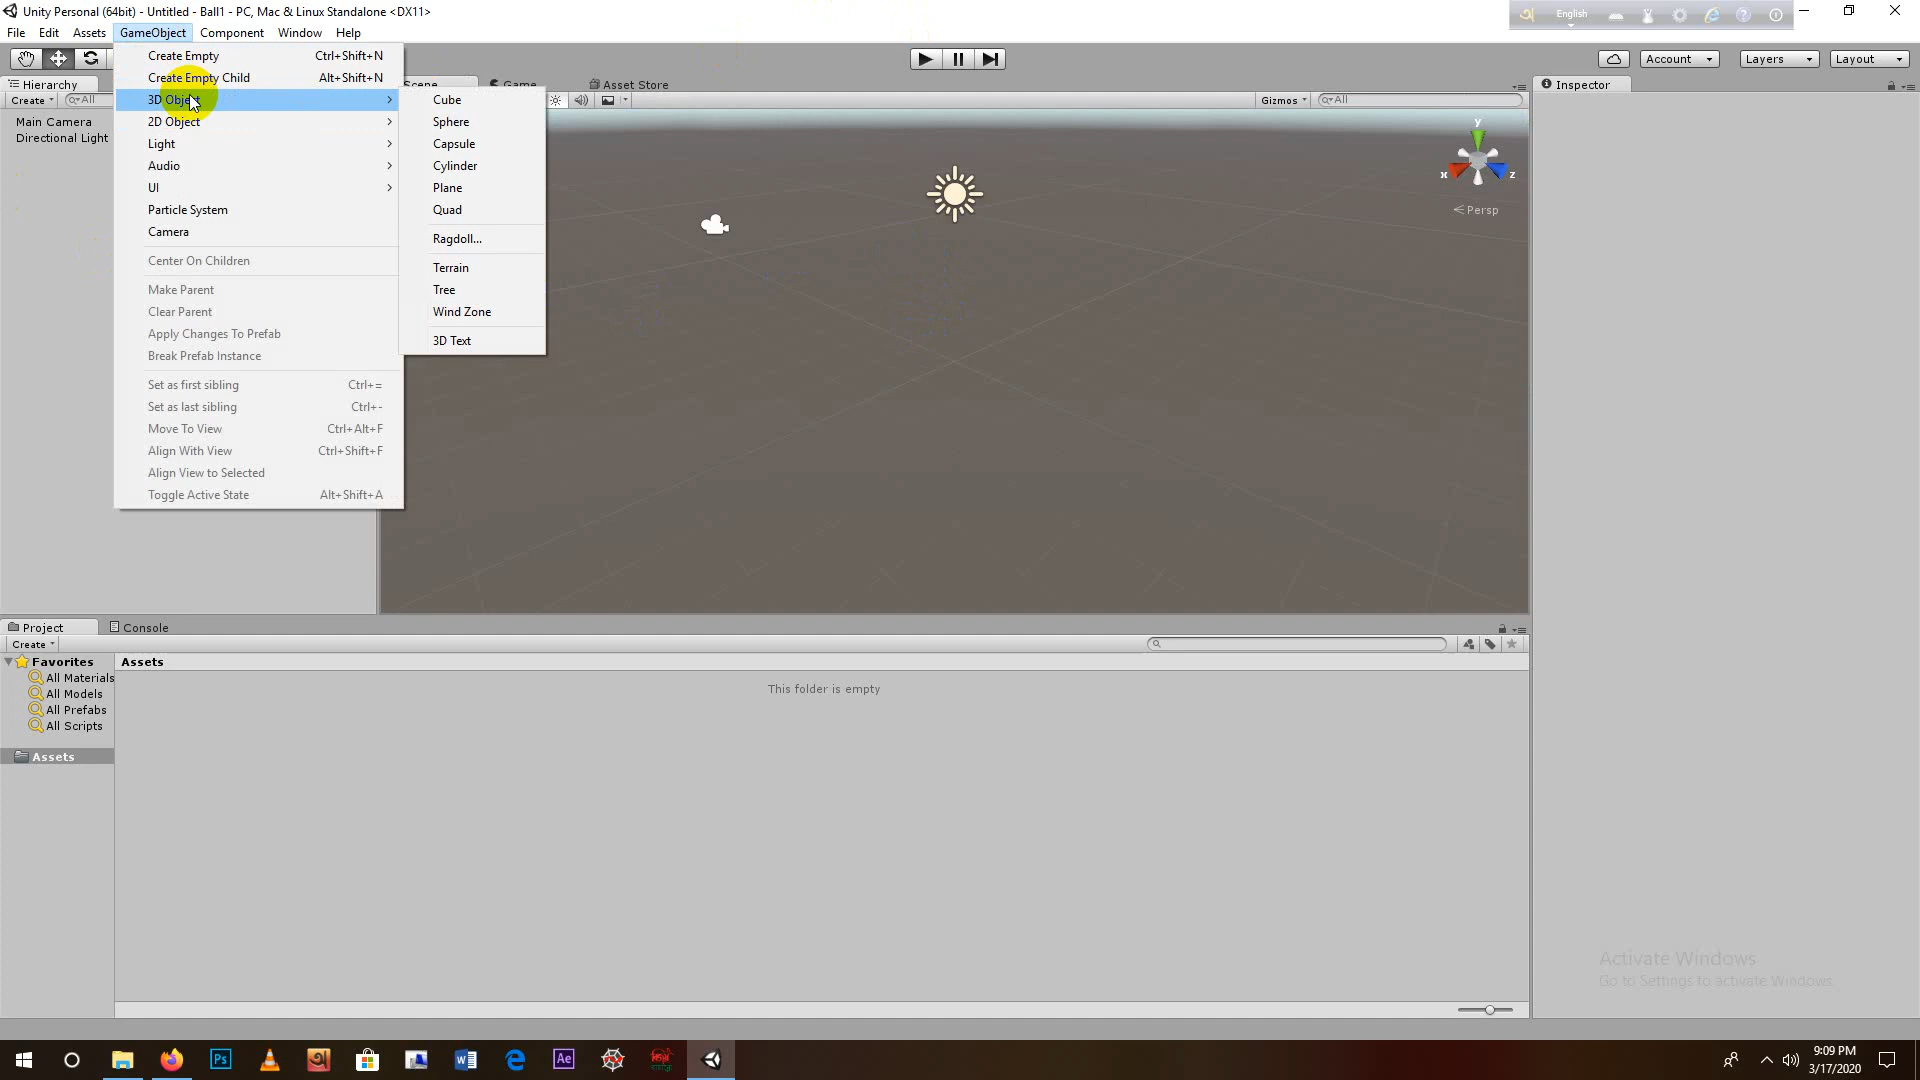 Unity Personal (64bit) - Untitled - Ball1 - PC, Mac & Linux Standalone <DX11>
English
File Edit Assets GameObject Component Window Help
Account Layers Layout
Hierarchy
Create All
Main Camera
Directional Light
Create Empty Ctrl+Shift+N
Create Empty Child Alt+Shift+N
3D Object
2D Object
Light
Audio
UI
Particle System
Camera
Center On Children
Make Parent
Clear Parent
Apply Changes To Prefab
Break Prefab Instance
Set as first sibling Ctrl+=
Set as last sibling Ctrl+-
Move To View Ctrl+Alt+F
Align With View Ctrl+Shift+F
Align View to Selected
Toggle Active State Alt+Shift+A
Cube
Sphere
Capsule
Cylinder
Plane
Quad
Ragdoll...
Terrain
Tree
Wind Zone
3D Text
Scene Game Asset Store
Gizmos All
y
x z
Persp
Inspector
Project Console
Create
Favorites
All Materials
All Models
All Prefabs
All Scripts
Assets
Assets
This folder is empty
Activate Windows
Go to Settings to activate Windows.
Ps
Ae
9:09 PM
3/17/2020